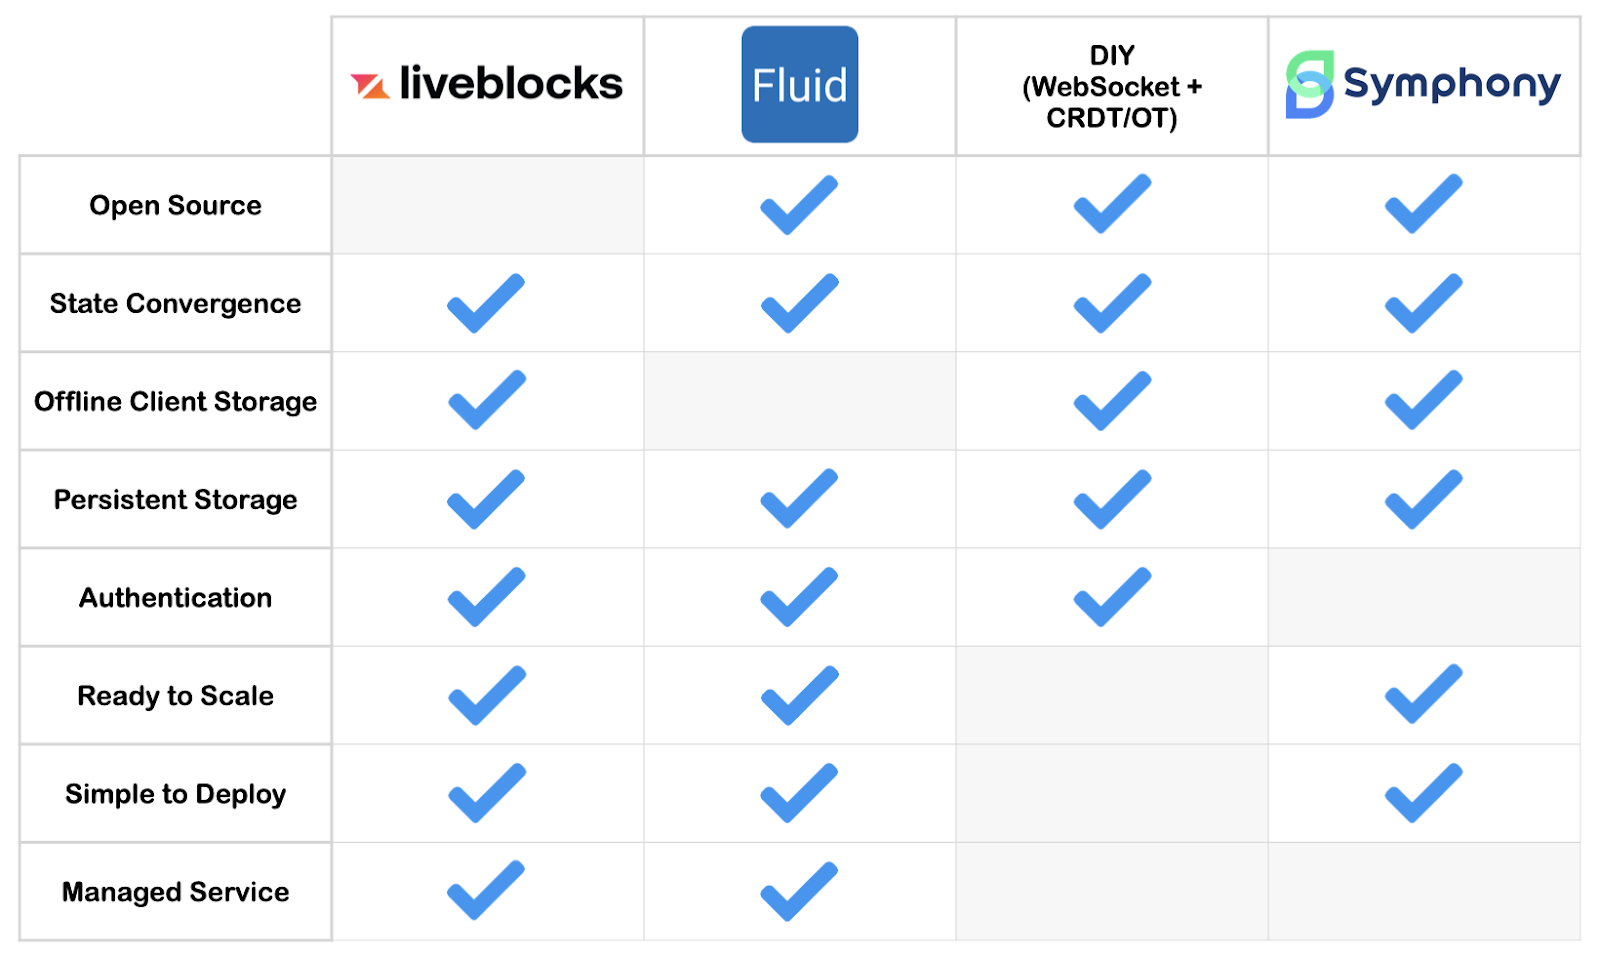 liveblocks
Fluid
DIY
(WebSocket +
CRDT/OT)
Symphony
Open Source
State Convergence
Offline Client Storage
Persistent Storage
Authentication
Ready to Scale
Simple to Deploy
Managed Service